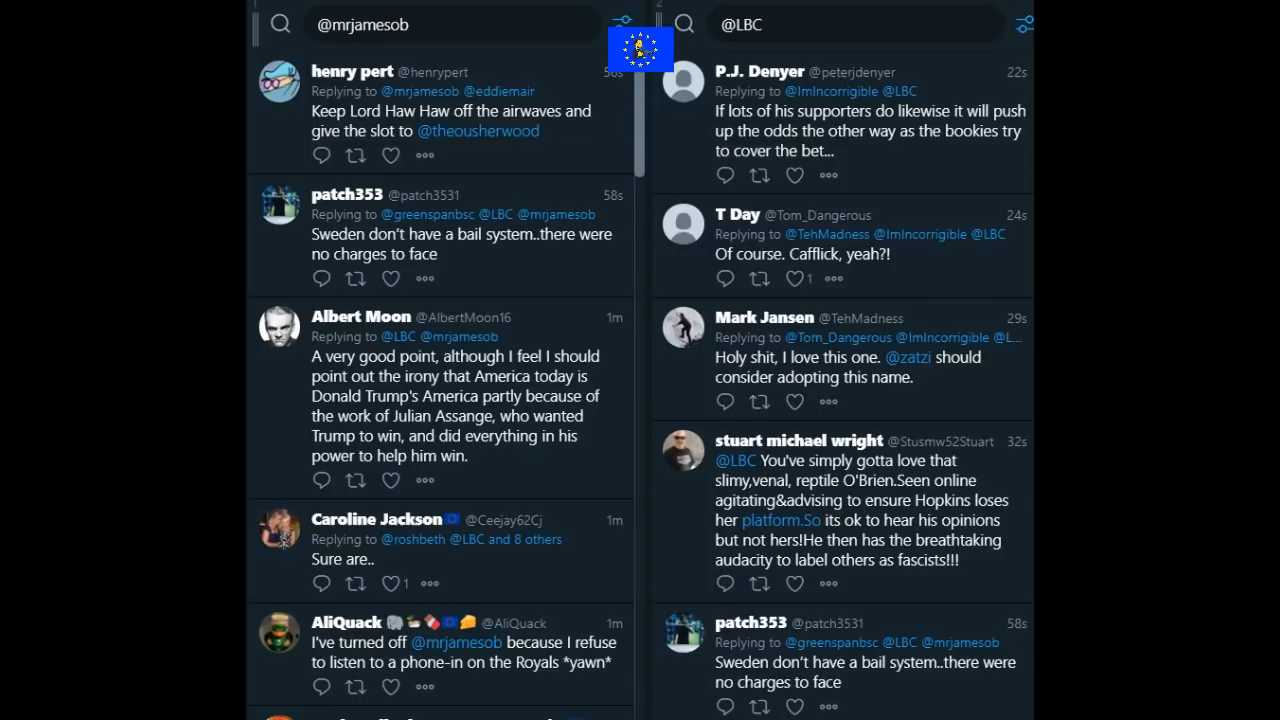 @mrjamesob
henry pert @henrypert
Replying to @mrjamesob @eddiemair
Keep Lord Haw Haw off the airwaves and
give the slot to @theousherwood
patch353 @patch3531 58s
Replying to @greenspanbsc @LBC @mrjamesob
Sweden don’t have a bail system..there were
no charges to face
Albert Moon @AlbertMoon16 1m
Replying to @LBC @mrjamesob
A very good point, although I feel I should
point out the irony that America today is
Donald Trump's America partly because of
the work of Julian Assange, who wanted
Trump to win, and did everything in his
power to help him win.
Caroline Jackson @Ceejay62Cj 1m
Replying to @roshbeth @LBC and 8 others
Sure are..
1
AliQuack @AliQuack 1m
I've turned off @mrjamesob because I refuse
to listen to a phone-in on the Royals *yawn*
2
@LBC
P.J. Denyer @peterjdenyer 22s
Replying to @ImIncorrigible @LBC
If lots of his supporters do likewise it will push
up the odds the other way as the bookies try
to cover the bet...
T Day @Tom_Dangerous 24s
Replying to @TehMadness @ImIncorrigible @LBC
Of course. Cafflick, yeah?!
1
Mark Jansen @TehMadness 29s
Replying to @Tom_Dangerous @ImIncorrigible @L...
Holy shit, I love this one. @zatzi should
consider adopting this name.
stuart michael wright @Stusmw52Stuart 32s
@LBC You've simply gotta love that
slimy,venal, reptile O'Brien.Seen online
agitating&advising to ensure Hopkins loses
her platform.So its ok to hear his opinions
but not hers!He then has the breathtaking
audacity to label others as fascists!!!
patch353 @patch3531 58s
Replying to @greenspanbsc @LBC @mrjamesob
Sweden don’t have a bail system..there were
no charges to face